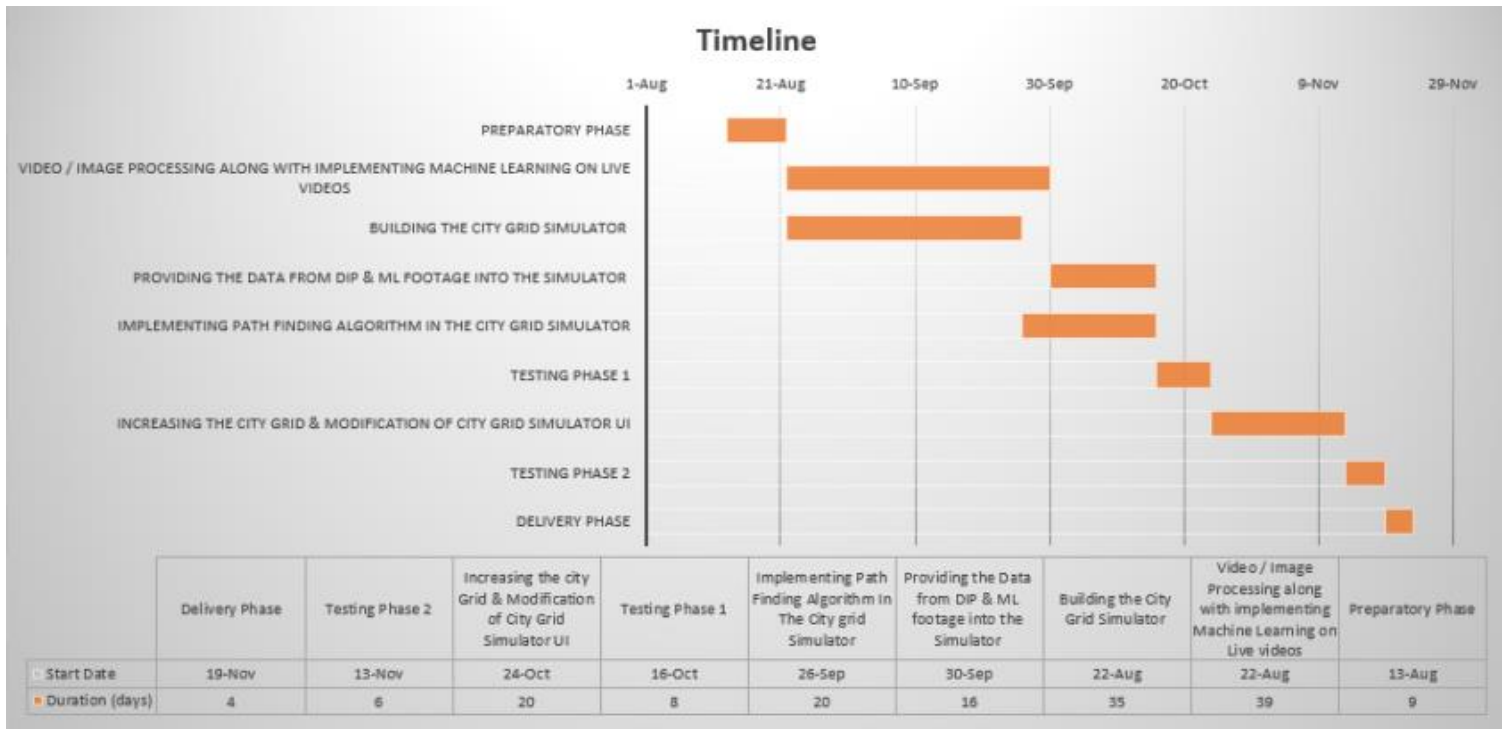 Timeline
1-Aug 21-Aug 10-Sep 30-Sep 20-Oct 9-Nov 29-Nov
PREPARATORY PHASE
VIDEO / IMAGE PROCESSING ALONG WITH IMPLEMENTING MACHINE LEARNING ON LIVE
VIDEOS
BUILDING THE CITY GRID SIMULATOR
PROVIDING THE DATA FROM DIP & ML FOOTAGE INTO THE SIMULATOR
IMPLEMENTING PATH FINDING ALGORITHM IN THE CITY GRID SIMULATOR
TESTING PHASE 1
INCREASING THE CITY GRID & MODIFICATION OF CITY GRID SIMULATOR UI
TESTING PHASE 2
DELIVERY PHASE
Delivery Phase
Testing Phase 2
Increasing the city
Grid & Modification
of City Grid
Simulator UI
Testing Phase 1
Implementing Path
Finding Algorithm In
The City grid
Simulator
Providing the Data
from DIP & ML
footage into the
Simulator
Building the City
Grid Simulator
Video / Image
Processing along
with implementing
Machine Learning on
Live videos
Preparatory Phase
Start Date 19-Nov 13-Nov 24-Oct 16-Oct 26-Sep 30-Sep 22-Aug 22-Aug 13-Aug
Duration (days) 4 6 20 8 20 16 35 39 9